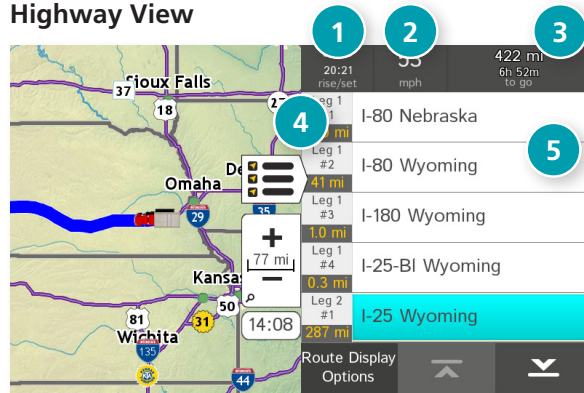 Highway View
1
2
3
4
5
20:21
rise/set
mph
422 mi
6h 52m
to go
Sioux Falls
37
18
Omaha
29
35
77 mi
50
14:08
81
31
Wichita
135
44
Leg 1
I-80 Nebraska
Leg 1
#2
41 mi
I-80 Wyoming
Leg 1
#3
1.0 mi
I-180 Wyoming
Leg 1
#4
0.3 mi
I-25-Bl Wyoming
Leg 2
#1
287 mi
I-25 Wyoming
Route Display
Options